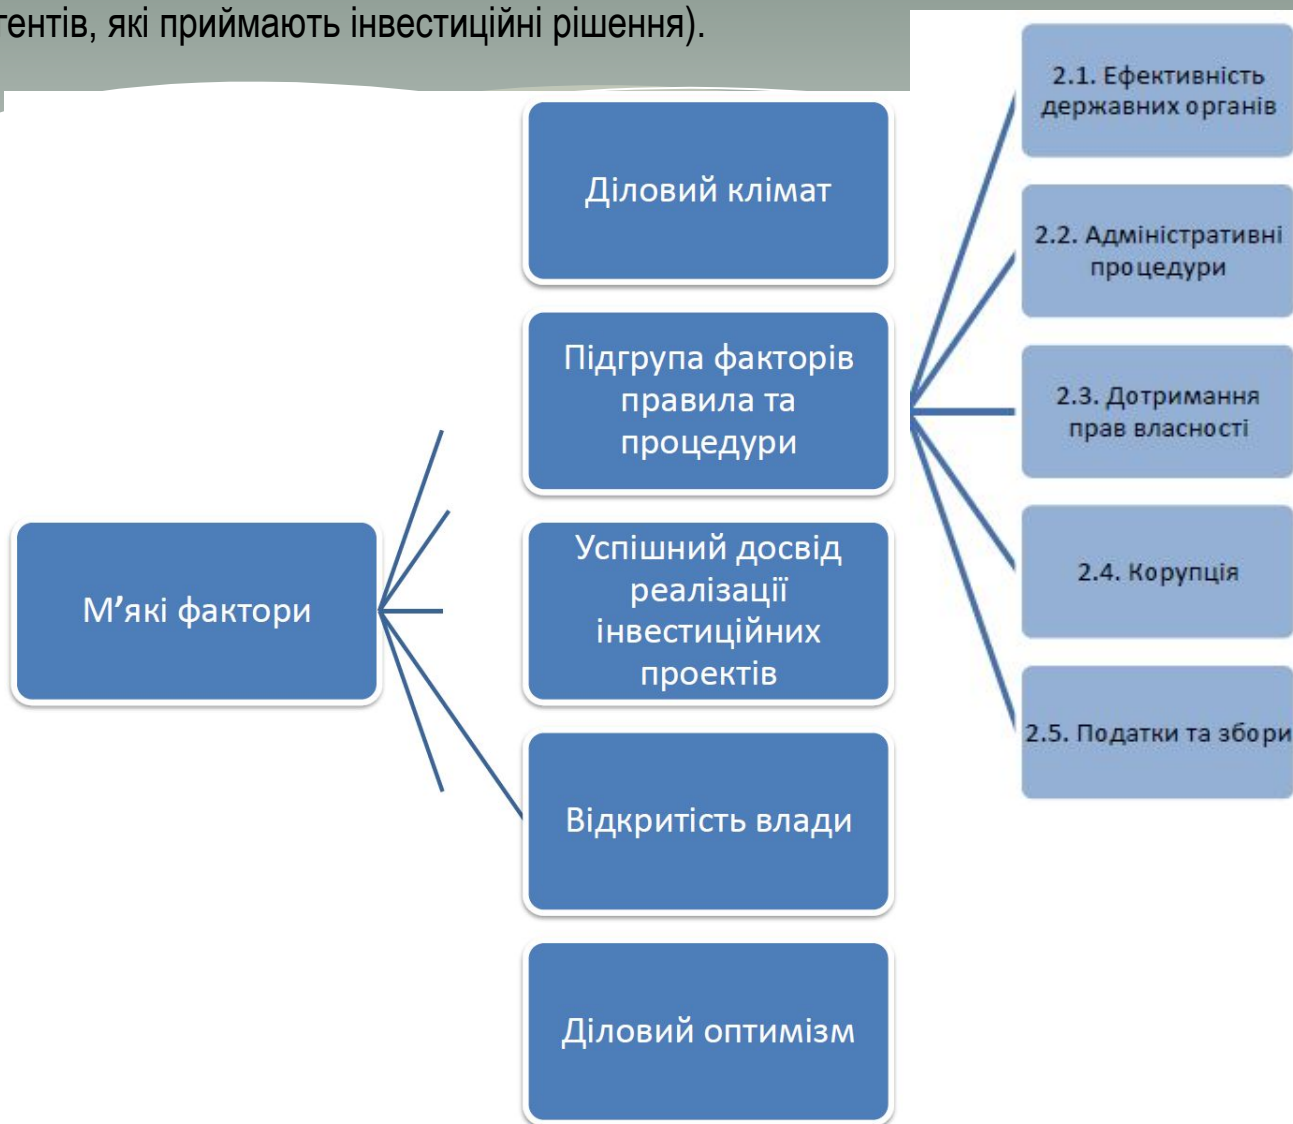 які приймають інвестиційні рішення).
М’які фактори
Діловий клімат
Підгрупа факторів
правила та
процедури
Успішний досвід
реалізації
інвестиційних
проектів
Відкритість влади
Діловий оптимізм
2.1. Ефективність
державних органів
2.2. Адміністративні
процедури
2.3. Дотримання
прав власності
2.4. Корупція
2.5. Податки та збори